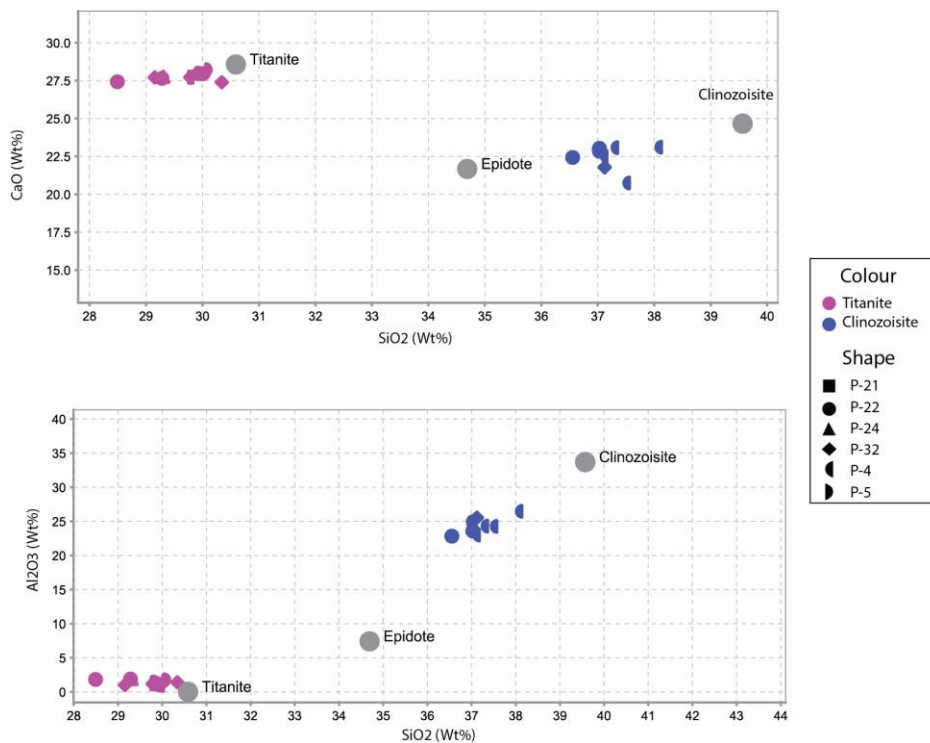 30.0
27.5
25.0
22.5
20.0
17.5
15.0
CaO (Wt%)
Titanite
Clinozoisite
Epidote
28 29 30 31 32 33 34 35 36 37 38 39 40
SiO2 (Wt%)
Colour
Titanite
Clinozoisite
Shape
P-21
P-22
P-24
P-32
P-4
P-5
40
35
30
25
20
15
10
5
0
Al2O3 (Wt%)
Clinozoisite
Epidote
Titanite
28 29 30 31 32 33 34 35 36 37 38 39 40 41 42 43 44
SiO2 (Wt%)